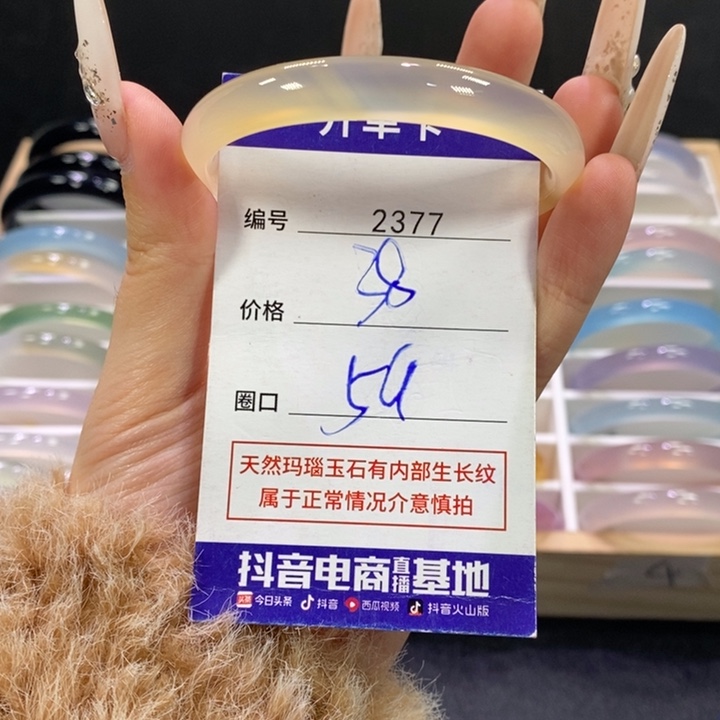 编号 2377
价格
圈口 54
天然玛瑙玉石有内部生长纹
属于正常情况介意慎拍
抖音电商直播基地
头条 今日头条 抖音 西瓜视频 抖音火山版